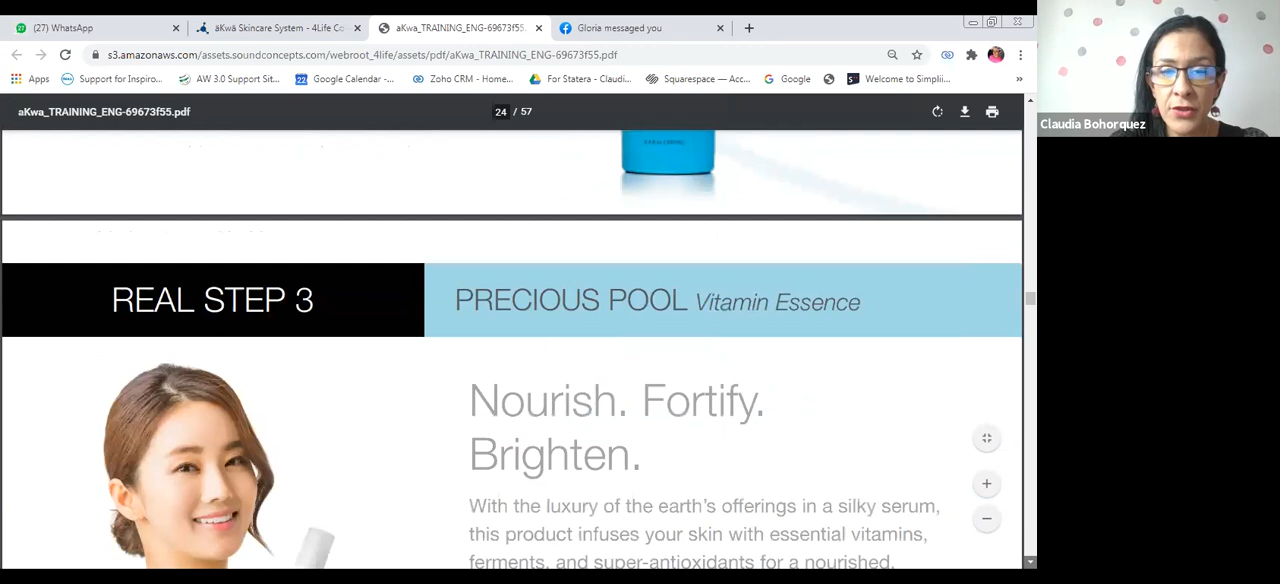 (27) WhatsApp
äKwä Skincare System - 4Life Co
aKwa_TRAINING_ENG-69673f55.
Gloria messaged you
s3.amazonaws.com/assets.soundconcepts.com/webroot_4life/assets/pdf/aKwa_TRAINING_ENG-69673f55.pdf
Apps
Support for Inspiro...
AW 3.0 Support Sit...
Google Calendar -...
Zoho CRM - Home...
For Statera - Claudi...
Squarespace — Acc...
Google
Welcome to Simplii...
aKwa_TRAINING_ENG-69673f55.pdf
24 / 57
Claudia Bohorquez
REAL STEP 3
PRECIOUS POOL Vitamin Essence
Nourish. Fortify.
Brighten.
With the luxury of the earth's offerings in a silky serum,
this product infuses your skin with essential vitamins,
ferments, and super-antioxidants for a nourished,